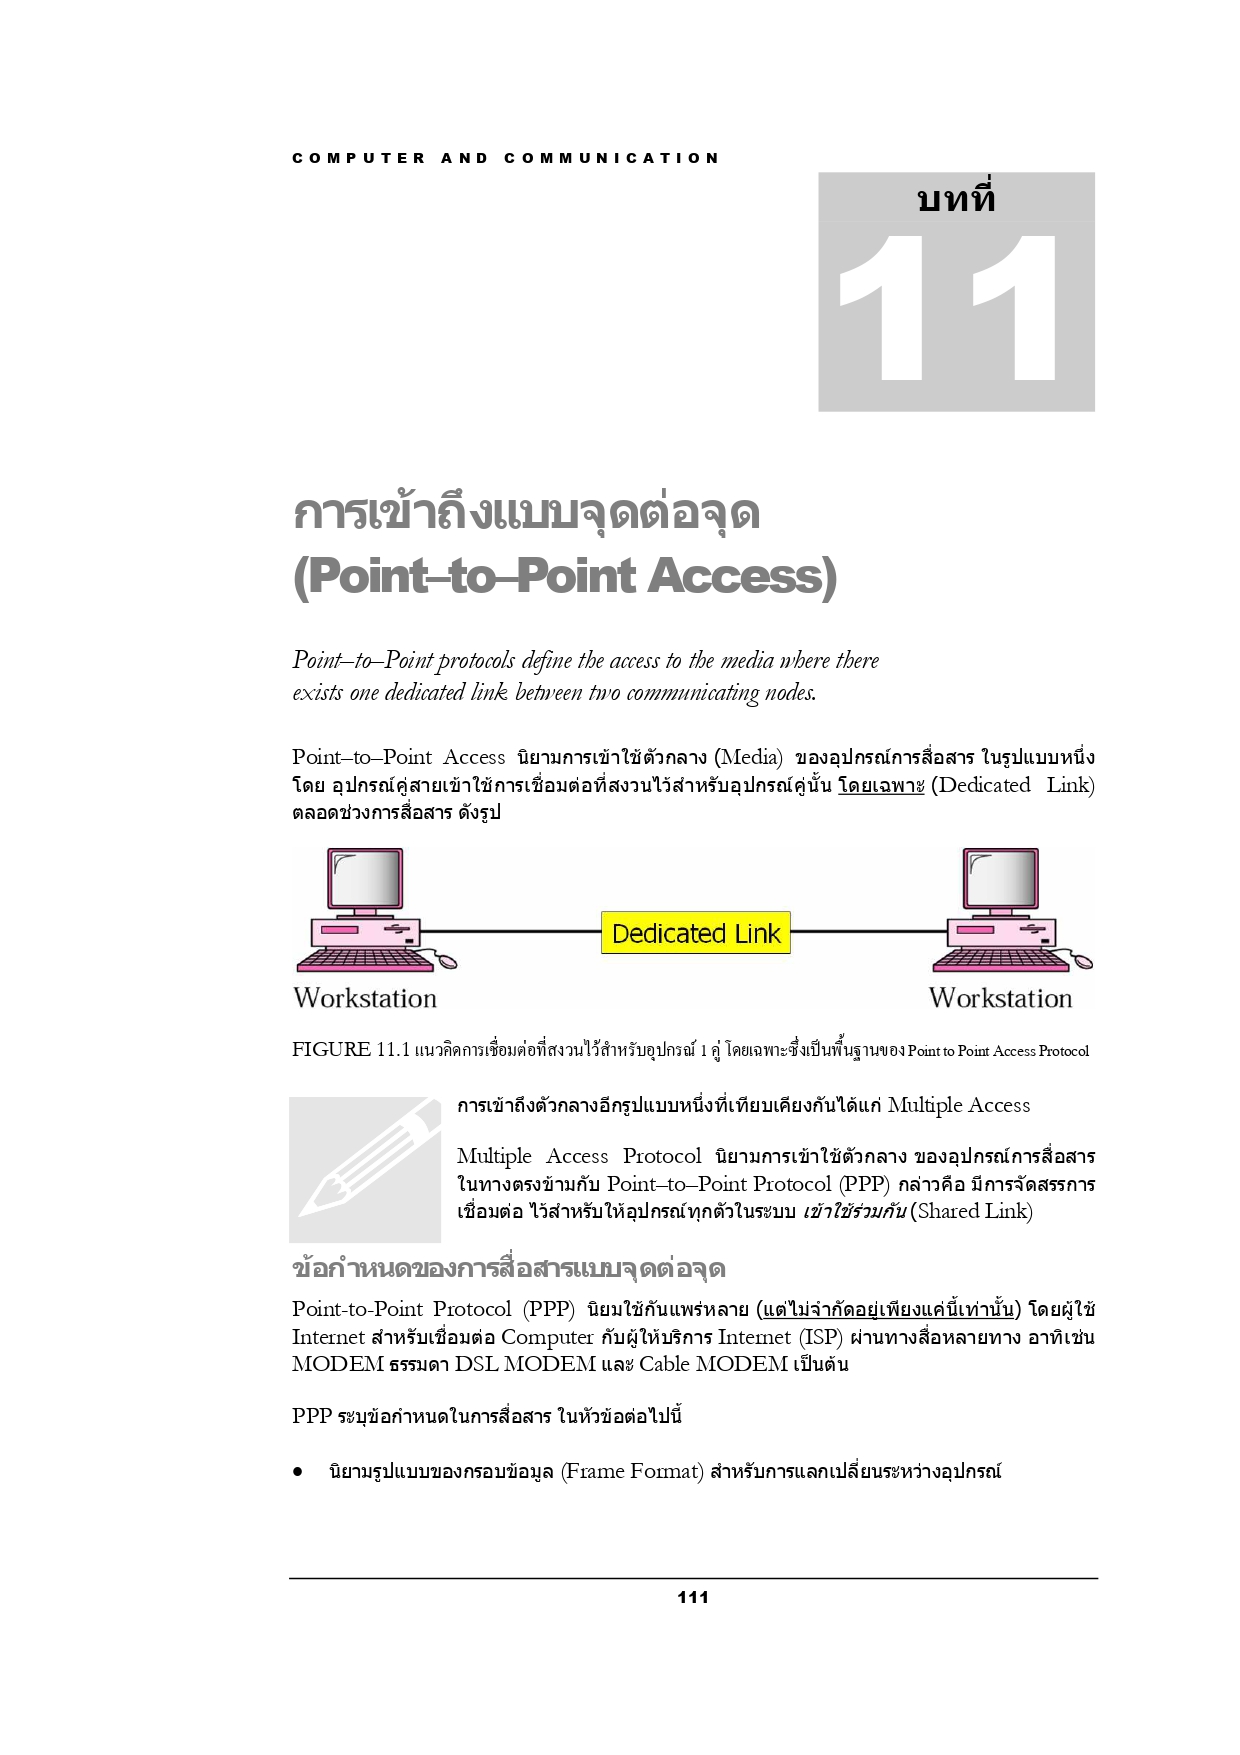 COMPUTER AND COMMUNICATION
บทที่
11
การเข้าถึงแบบจุดต่อจุด
(Point–to–Point Access)
Point–to–Point protocols define the access to the media where there
exists one dedicated link between two communicating nodes.
Point–to–Point Access นิยามการเข้าใช้ตัวกลาง (Media) ของอุปกรณ์การสื่อสาร ในรูปแบบหนึ่ง
โดย อุปกรณ์คู่สายเข้าใช้การเชื่อมต่อที่สงวนไว้สำหรับอุปกรณ์คู่นั้น โดยเฉพาะ (Dedicated Link)
ตลอดช่วงการสื่อสาร ดังรูป
Dedicated Link
Workstation Workstation
FIGURE 11.1 แนวคิดการเชื่อมต่อที่สงวนไว้สำหรับอุปกรณ์ 1 คู่ โดยเฉพาะซึ่งเป็นพื้นฐานของ Point to Point Access Protocol
การเข้าถึงตัวกลางอีกรูปแบบหนึ่งที่เทียบเคียงกันได้แก่ Multiple Access
Multiple Access Protocol นิยามการเข้าใช้ตัวกลาง ของอุปกรณ์การสื่อสาร
ในทางตรงข้ามกับ Point–to–Point Protocol (PPP) กล่าวคือ มีการจัดสรรการ
เชื่อมต่อ ไว้สำหรับให้อุปกรณ์ทุกตัวในระบบ เข้าใช้ร่วมกัน (Shared Link)
ข้อกำหนดของการสื่อสารแบบจุดต่อจุด
Point-to-Point Protocol (PPP) นิยมใช้กันแพร่หลาย (แต่ไม่จำกัดอยู่เพียงแค่นี้เท่านั้น) โดยผู้ใช้
Internet สำหรับเชื่อมต่อ Computer กับผู้ให้บริการ Internet (ISP) ผ่านทางสื่อหลายทาง อาทิเช่น
MODEM ธรรมดา DSL MODEM และ Cable MODEM เป็นต้น
PPP ระบุข้อกำหนดในการสื่อสาร ในหัวข้อต่อไปนี้
● นิยามรูปแบบของกรอบข้อมูล (Frame Format) สำหรับการแลกเปลี่ยนระหว่างอุปกรณ์
111